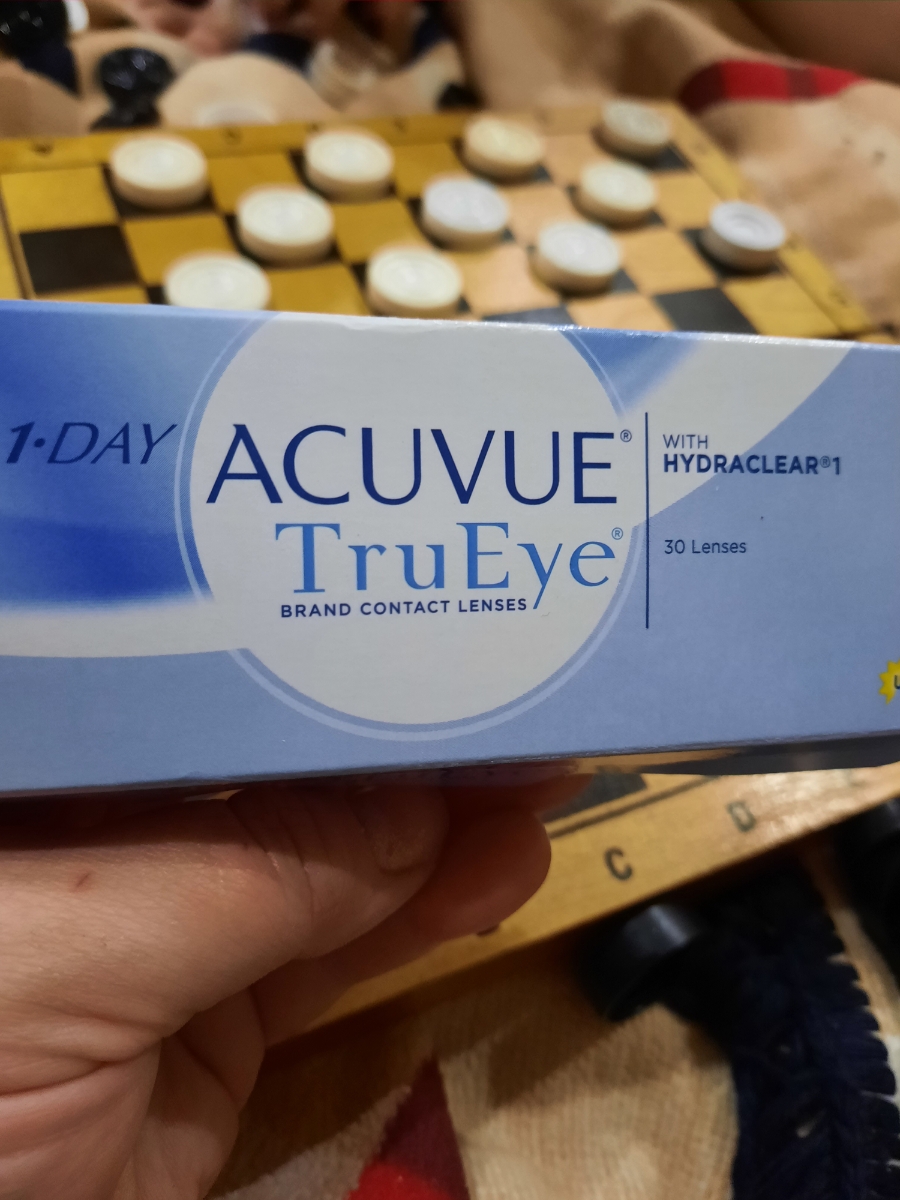 1·DAY
ACUVUE®
TruEye®
BRAND CONTACT LENSES
WITH
HYDRACLEAR®1
30 Lenses
C
D